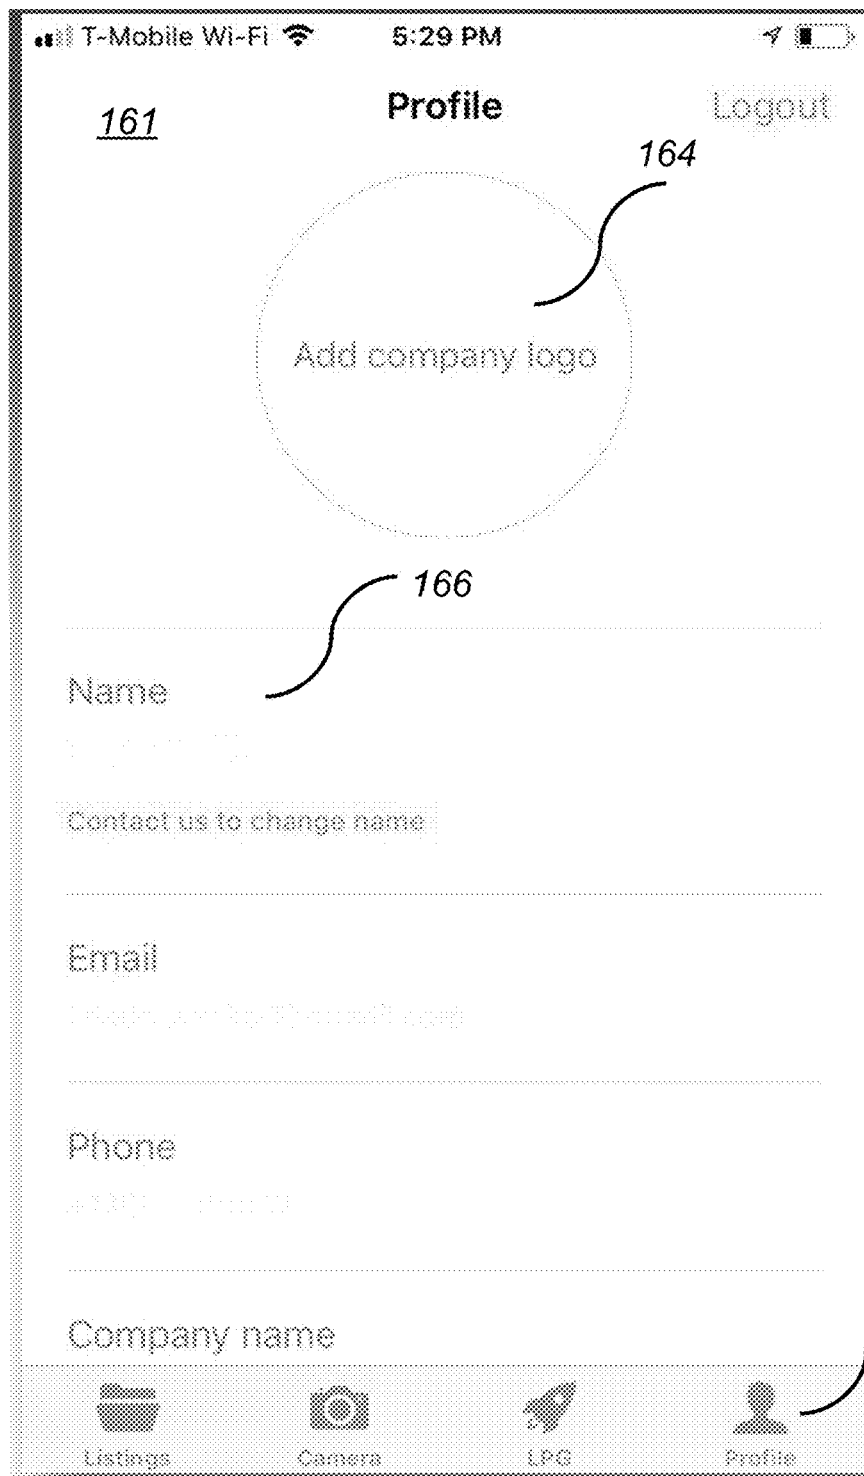 T-Mobile Wi-Fi 5:29 PM
161 Profile Logout
164
Add company logo
166
Name
Contact us to change name
Email
Phone
Company name
Listings Camera LPG Profile